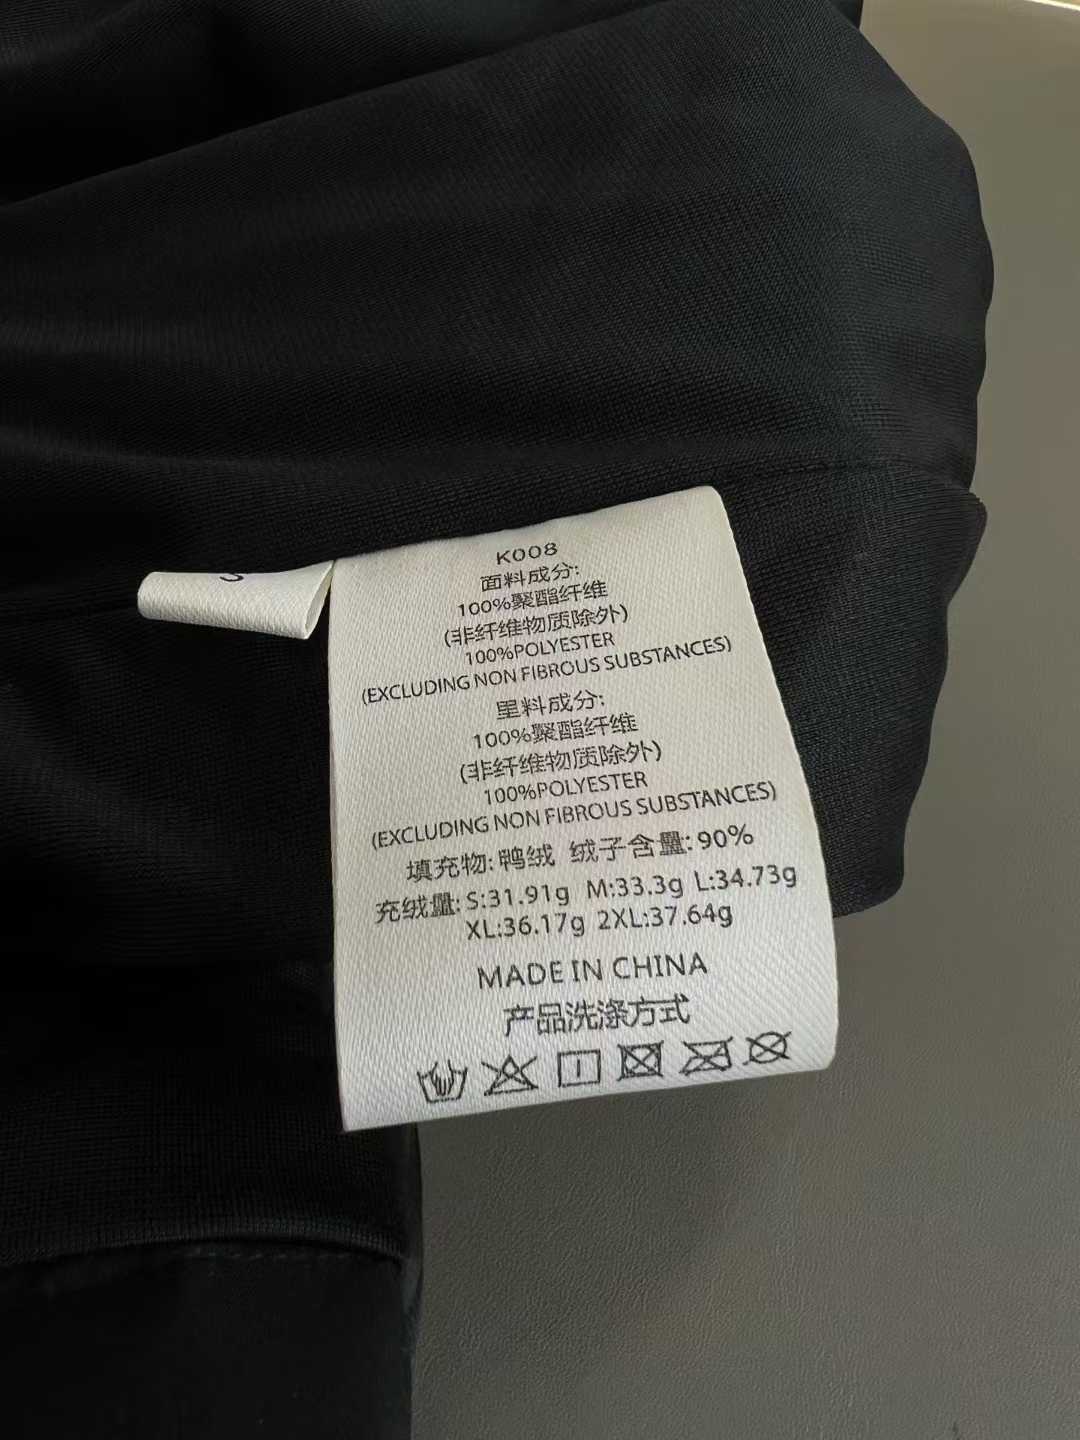 K008
面料成分:
100%聚酯纤维
(非纤维物质除外)
100%POLYESTER
(EXCLUDING NON FIBROUS SUBSTANCES)
里料成分:
100%聚酯纤维
(非纤维物质除外)
100%POLYESTER
(EXCLUDING NON FIBROUS SUBSTANCES)
填充物: 鸭绒 绒子含量: 90%
充绒量: S:31.91g M:33.3g L:34.73g
XL:36.17g 2XL:37.64g
MADE IN CHINA
产品洗涤方式